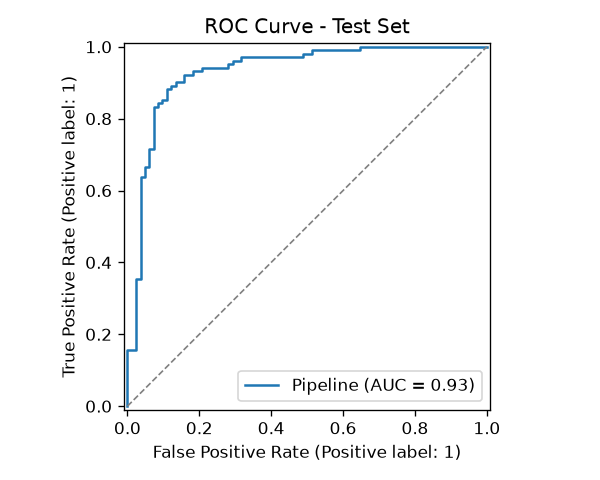 ROC Curve - Test Set
True Positive Rate (Positive label: 1)
1.0
0.8
0.6
0.4
0.2
0.0
Pipeline (AUC = 0.93)
0.0 0.2 0.4 0.6 0.8 1.0
False Positive Rate (Positive label: 1)